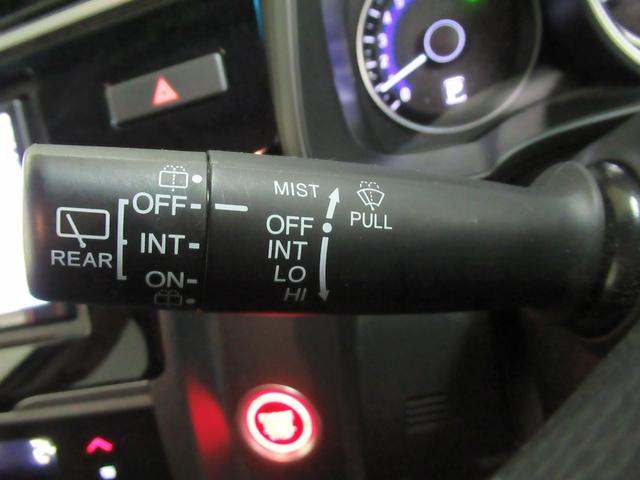 OFF
INT
ON
REAR
MIST
OFF
INT
LO
HI
PULL
E